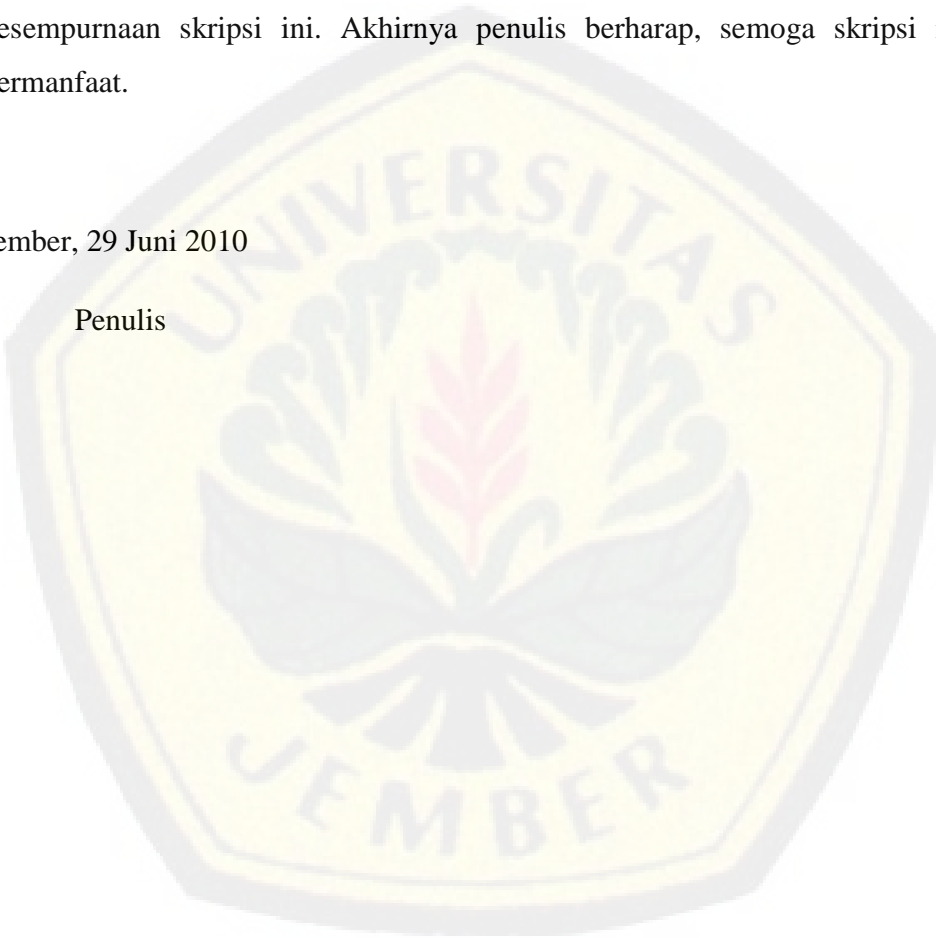 esempurnaan skripsi ini. Akhirnya penulis berharap, semoga skripsi
ermanfaat.
ember, 29 Juni 2010
Penulis
UNIVERSITAS
JEMBER